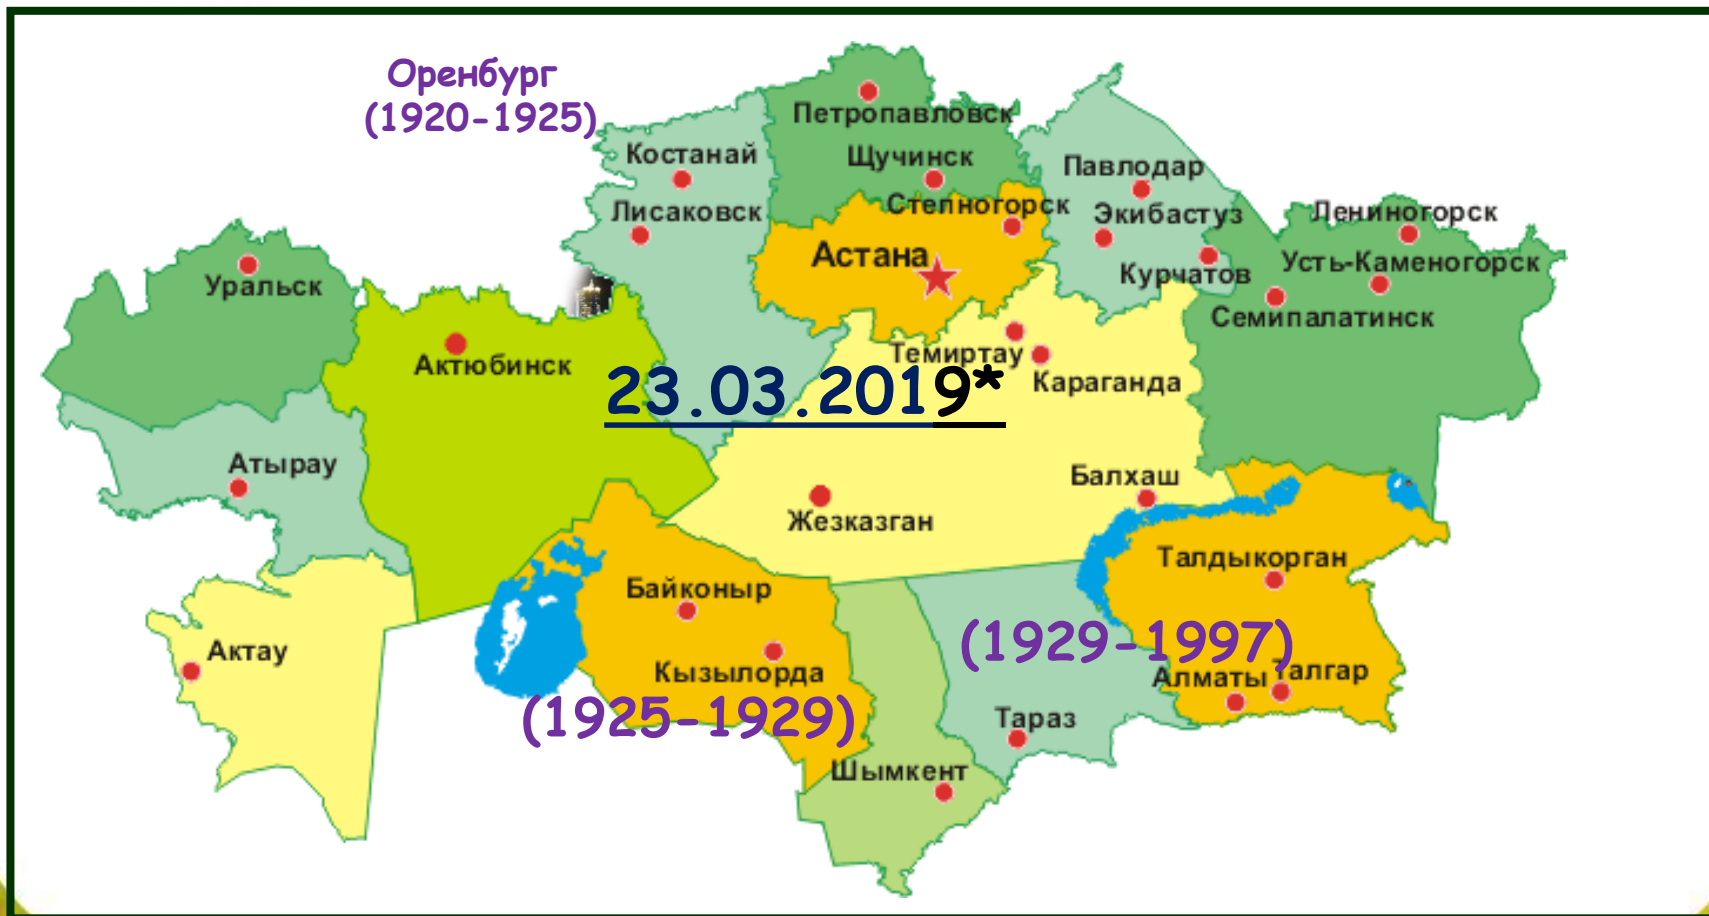 Оренбург
(1920-1925)
Петропавловск
Костанай
Щучинск
Павлодар
Лисаковск
Степногорск
Экибастуз
Лениногорск
Астана
Курчатов
Усть-Каменогорск
Уральск
Семипалатинск
Актюбинск
Темиртау
Караганда
23.03.2019*
Атырау
Балхаш
Жезказган
Талдыкорган
Байконыр
(1929-1997)
Актау
Кызылорда
Алматы
Талгар
(1925-1929)
Тараз
Шымкент